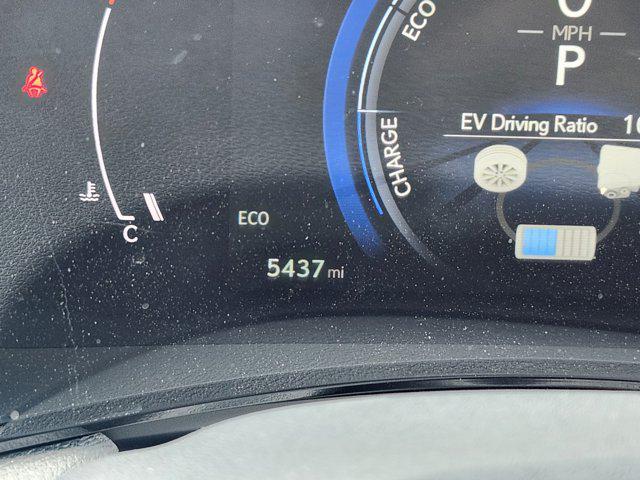 ECO
MPH
P
EV Driving Ratio
CHARGE
C
ECO
5437 mi